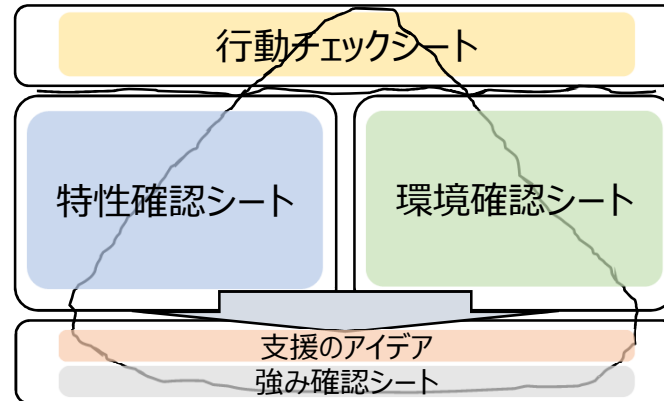 行動チェックシート
特性確認シート
環境確認シート
支援のアイデア
強み確認シート